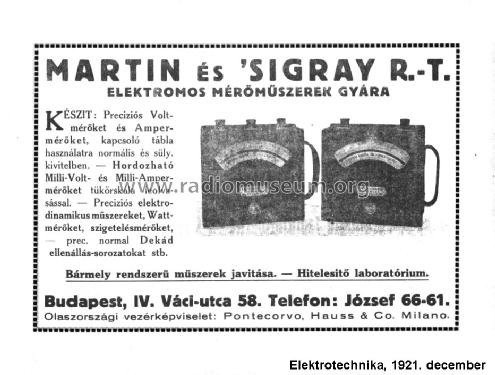 MARTIN és 'SIGRAY R.-T.
ELEKTROMOS MÉRŐMŰSZEREK GYÁRA
KÉSZIT: Preciziós Volt-
mérőket és Amper-
mérőket, kapcsoló tábla
használatra normális és súly.
kivitelben. — Hordozható
Milli-Volt- és Milli-Amper-
mérőket tükörskála leolva-
sással. — Preciziós elektro-
dinamikus műszereket, Watt-
mérőket, szigetelésmérőket,
— prec. normal Dekád
ellenállás-sorozatokat stb.
www.radiomuseum.org
Bármely rendszerű műszerek javitása. — Hitelesitő laboratórium.
Budapest, IV. Váci-utca 58. Telefon: József 66-61.
Olaszországi vezérképviselet: Pontecorvo, Hauss & Co. Milano.
Elektrotechnika, 1921. december